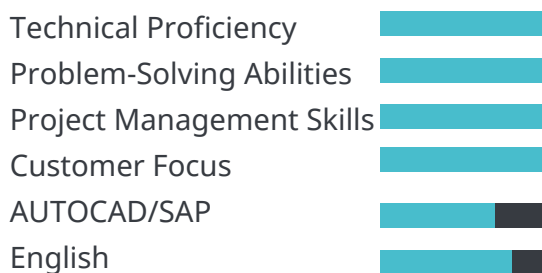 Technical Proficiency
Problem-Solving Abilities
Project Management Skills
Customer Focus
AUTOCAD/SAP
English